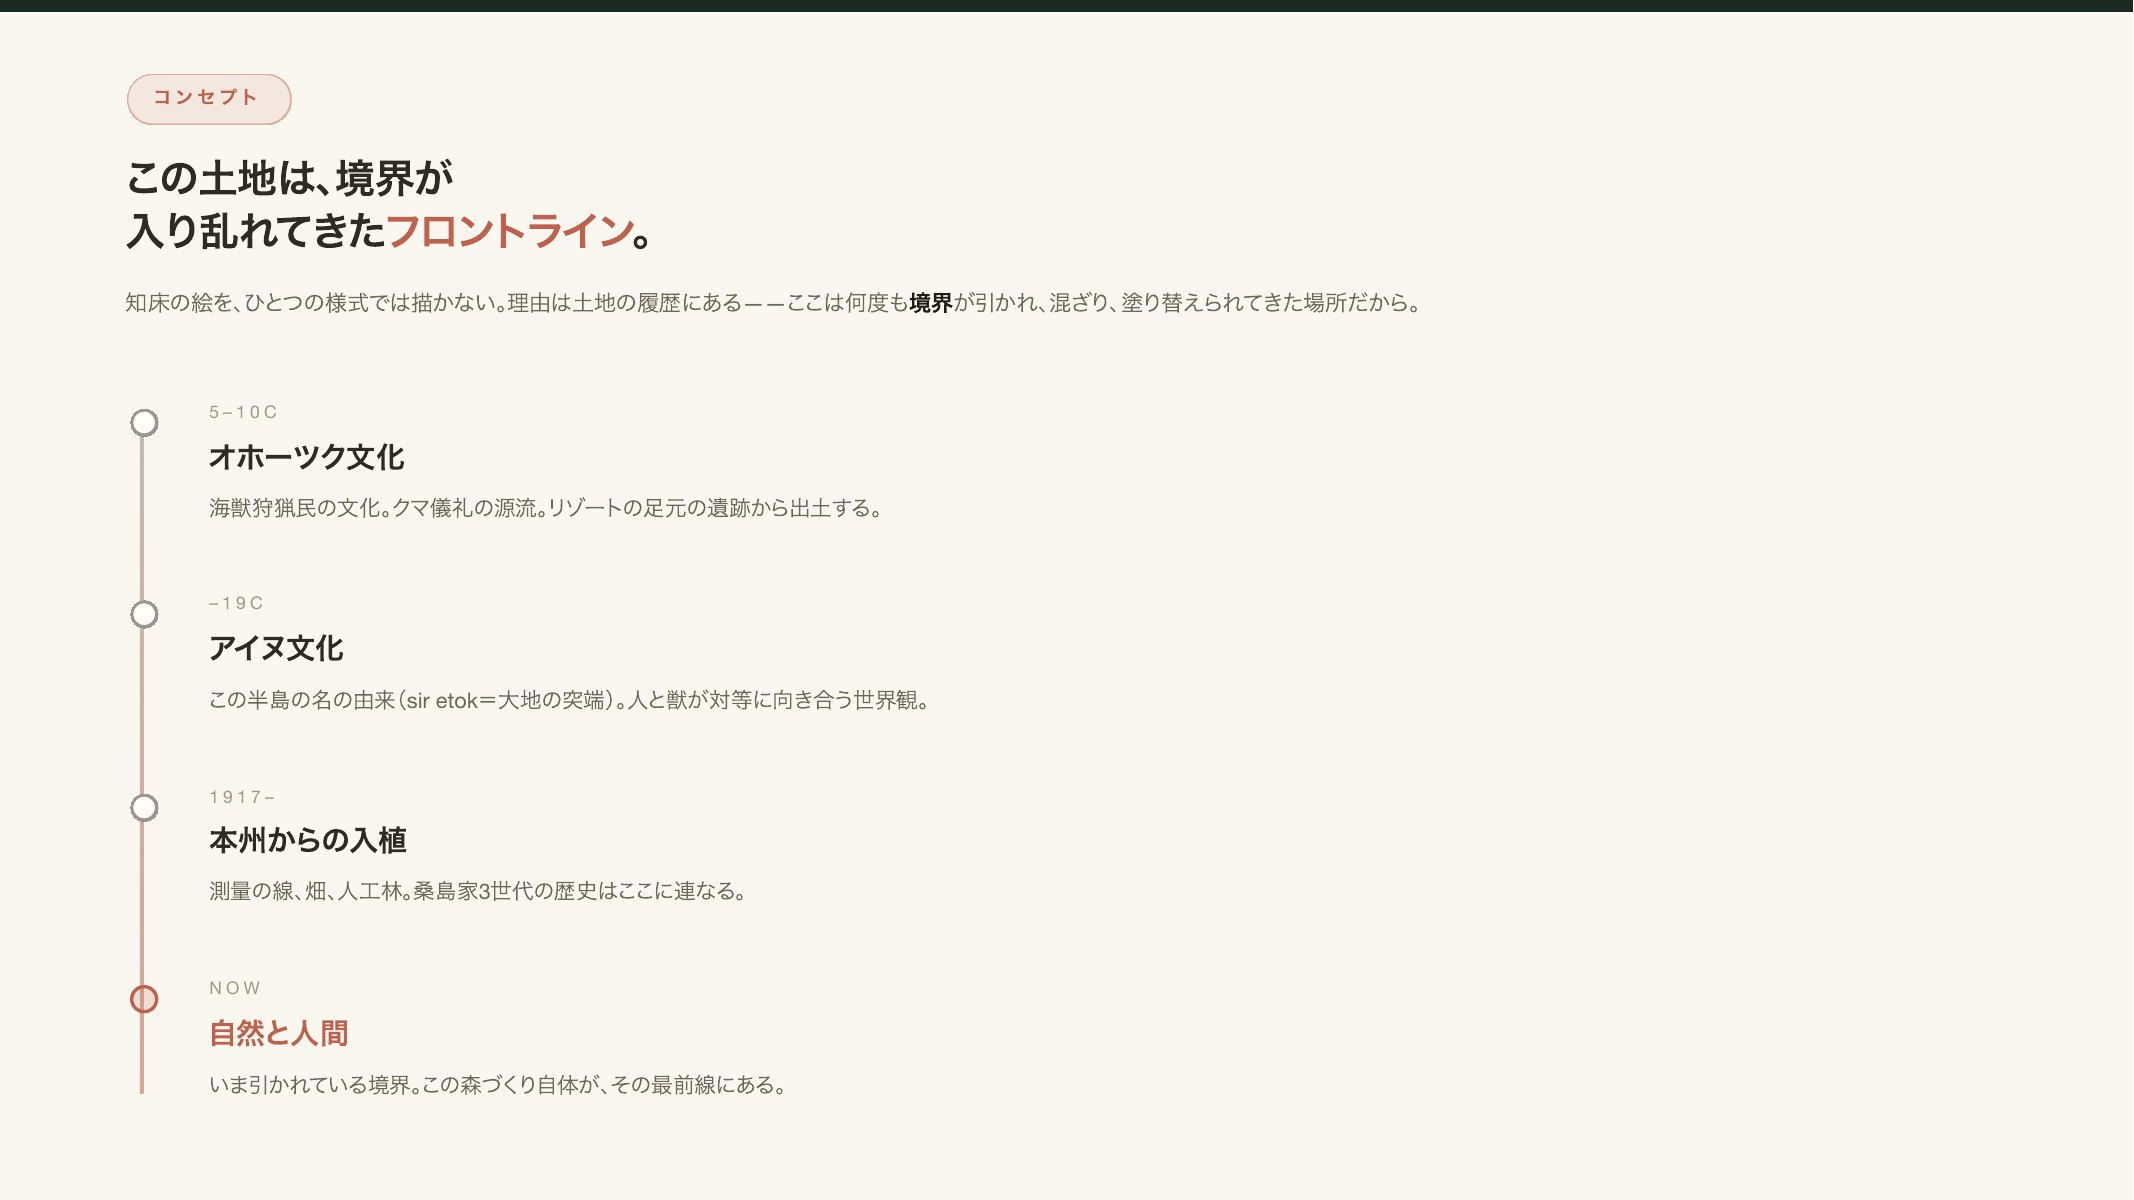 コンセプト
この土地は、境界が
入り乱れてきたフロントライン。
知床の絵を、ひとつの様式では描かない。理由は土地の履歴にある——ここは何度も境界が引かれ、混ざり、塗り替えられてきた場所だから。
5–10C
オホーツク文化
海獣狩猟民の文化。クマ儀礼の源流。リゾートの足元の遺跡から出土する。
–19C
アイヌ文化
この半島の名の由来（sir etok＝大地の突端）。人と獣が対等に向き合う世界観。
1917–
本州からの入植
測量の線、畑、人工林。桑島家3世代の歴史はここに連なる。
NOW
自然と人間
いま引かれている境界。この森づくり自体が、その最前線にある。